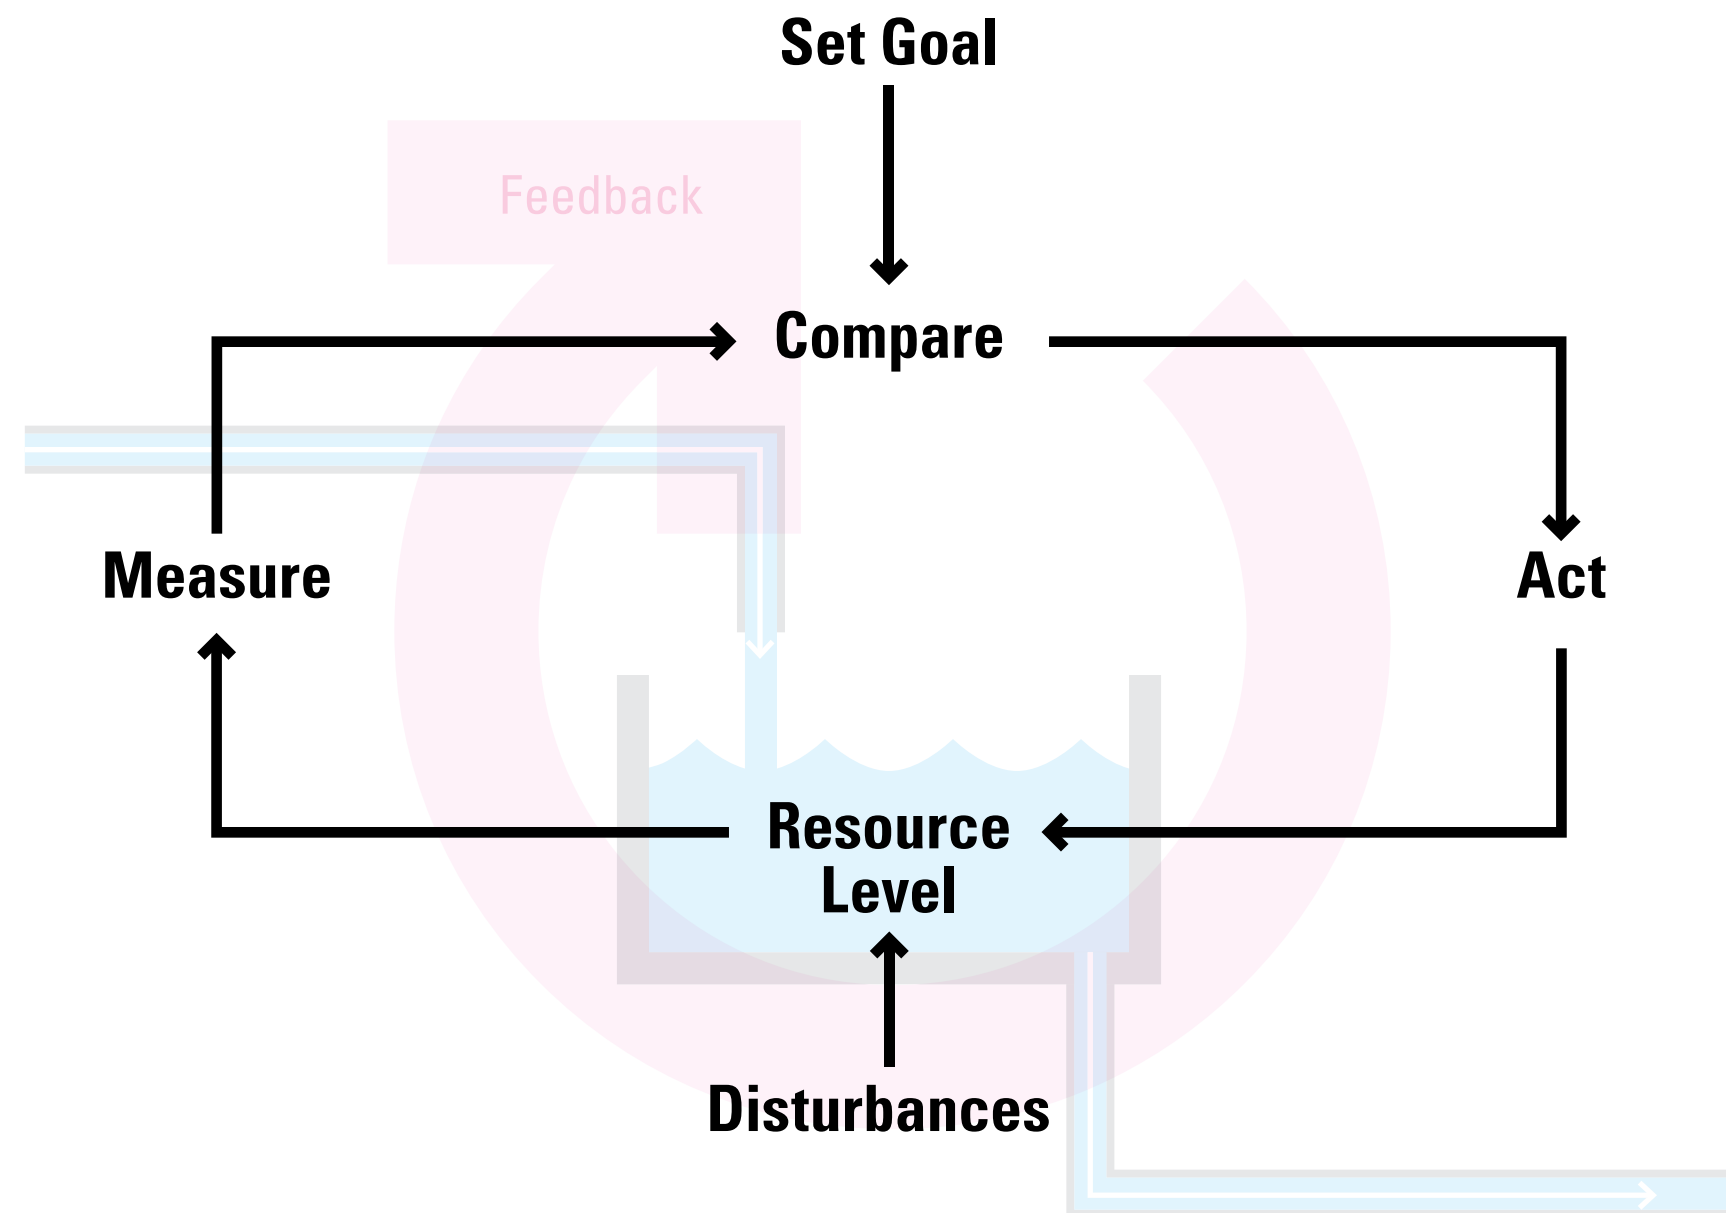 Set Goal
Feedback
Compare
Measure
Act
Resource
Level
Disturbances